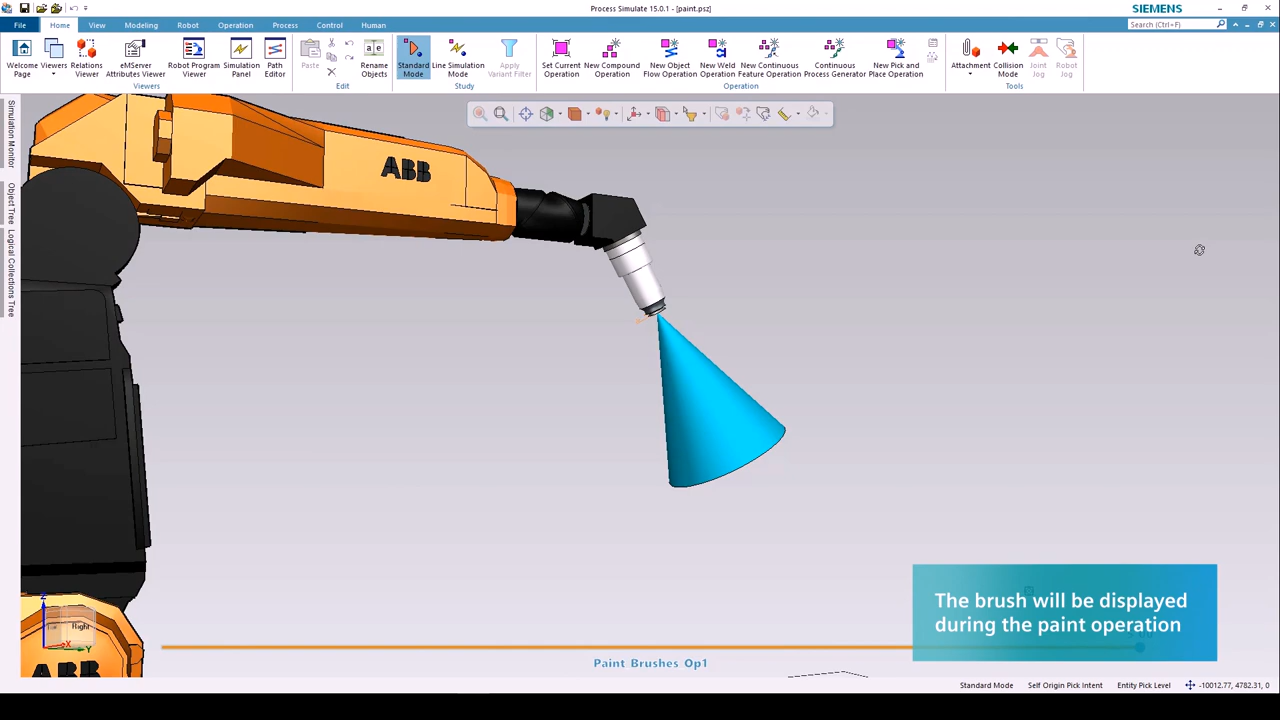 Process Simulate 15.0.1 - [paint.psz]
SIEMENS
File Home View Modeling Robot Operation Process Control Human
Search (Ctrl+F)
Welcome Page
Viewers
Relations Viewer
eMServer Attributes Viewer
Robot Program Viewer
Simulation Panel
Path Editor
Paste
Rename Objects
Standard Mode
Line Simulation Mode
Apply Variant Filter
Set Current Operation
New Compound Operation
New Object Flow Operation
New Weld Operation
New Continuous Feature Operation
Continuous Process Generator
New Pick and Place Operation
Attachment
Collision Mode
Joint Jog
Robot Jog
Viewers
Edit
Study
Operation
Tools
Simulation Monitor
Object Tree
Logical Collections Tree
ABB
The brush will be displayed
during the paint operation
Right
Z
X
Y
ABB
Paint Brushes Op1
Standard Mode
Self Origin Pick Intent
Entity Pick Level
-10012.77, 4782.31, 0